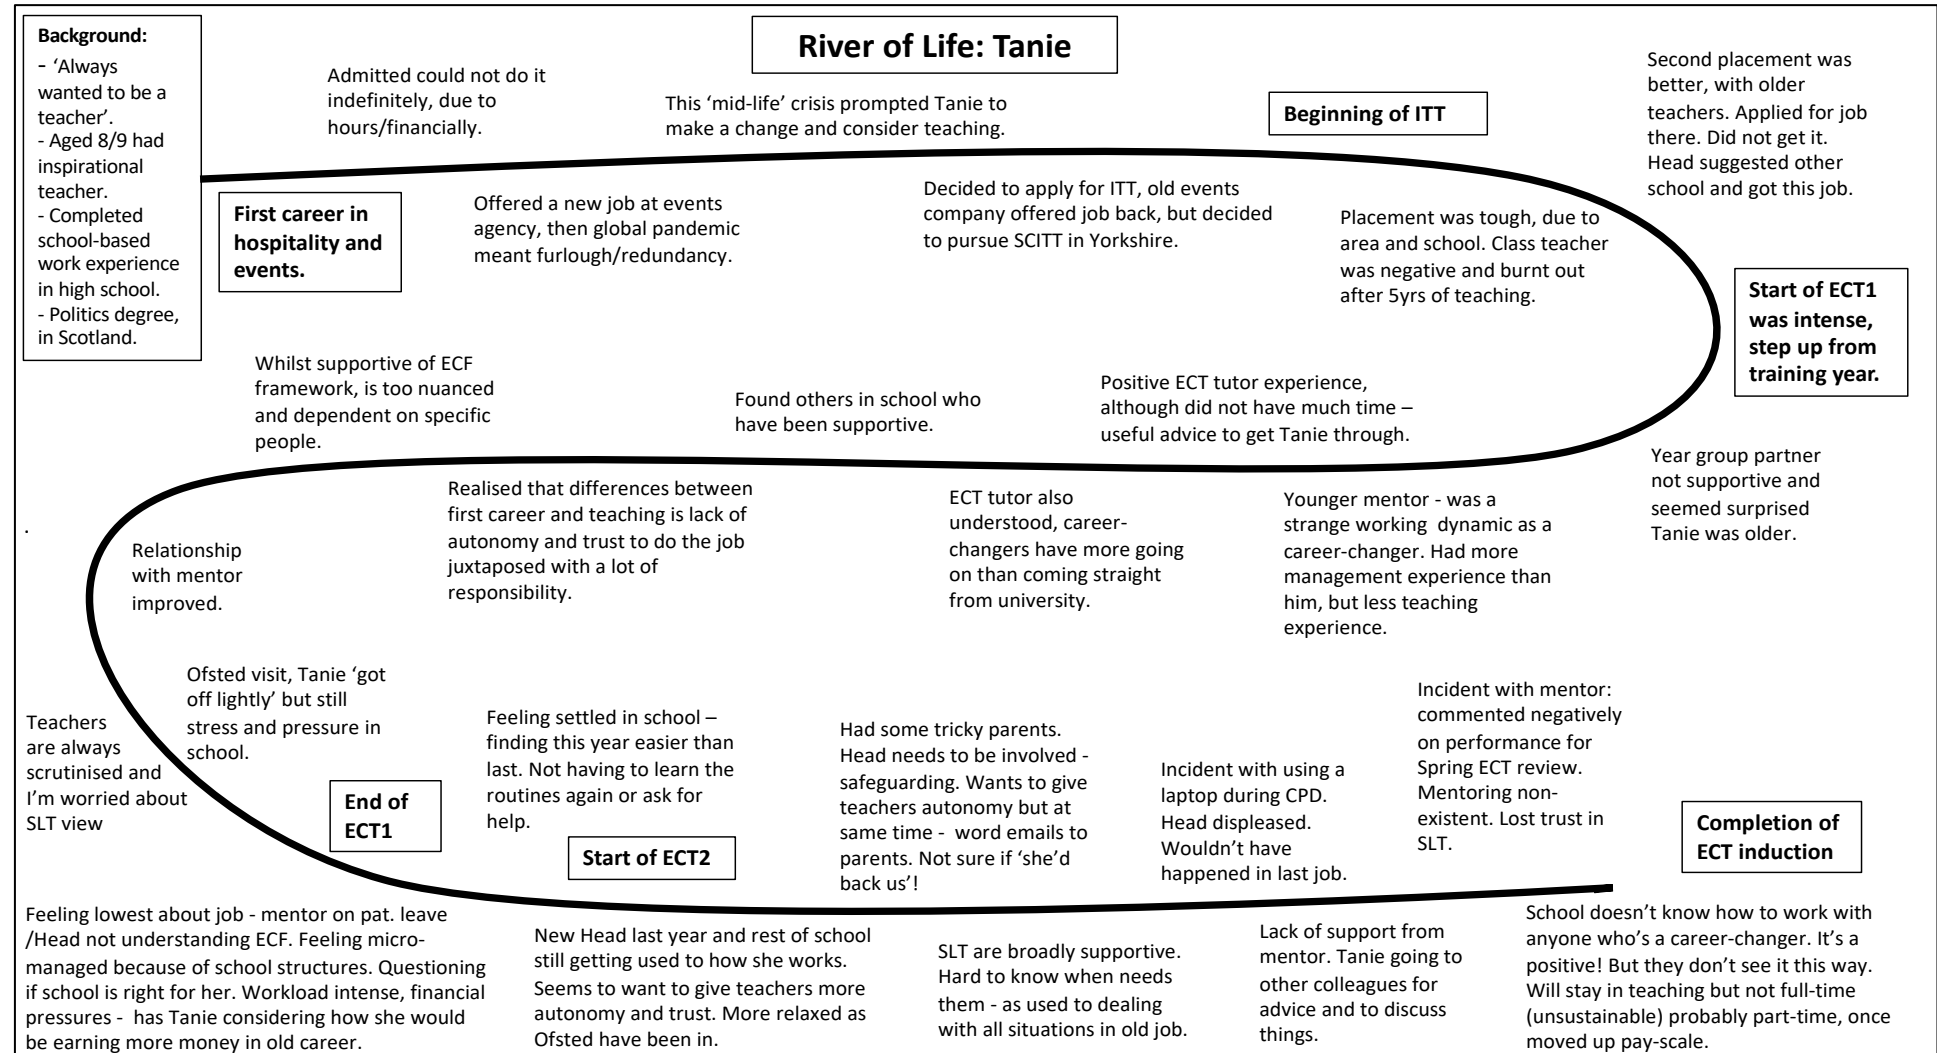 River of Life: Tanie
Background:
- ‘Always
wanted to be a
teacher’.
- Aged 8/9 had
inspirational
teacher.
- Completed
school-based
work experience
in high school.
- Politics degree,
in Scotland.
Admitted could not do it
indefinitely, due to
hours/financially.
This ‘mid-life’ crisis prompted Tanie to
make a change and consider teaching.
Beginning of ITT
Second placement was
better, with older
teachers. Applied for job
there. Did not get it.
Head suggested other
school and got this job.
First career in
hospitality and
events.
Offered a new job at events
agency, then global pandemic
meant furlough/redundancy.
Decided to apply for ITT, old events
company offered job back, but decided
to pursue SCITT in Yorkshire.
Placement was tough, due to
area and school. Class teacher
was negative and burnt out
after 5yrs of teaching.
Start of ECT1
was intense,
step up from
training year.
Whilst supportive of ECF
framework, is too nuanced
and dependent on specific
people.
Found others in school who
have been supportive.
Positive ECT tutor experience,
although did not have much time –
useful advice to get Tanie through.
Year group partner
not supportive and
seemed surprised
Tanie was older.
.
Relationship
with mentor
improved.
Realised that differences between
first career and teaching is lack of
autonomy and trust to do the job
juxtaposed with a lot of
responsibility.
ECT tutor also
understood, career-
changers have more going
on than coming straight
from university.
Younger mentor - was a
strange working dynamic as a
career-changer. Had more
management experience than
him, but less teaching
experience.
Teachers
are always
scrutinised and
I’m worried about
SLT view
Ofsted visit, Tanie ‘got
off lightly’ but still
stress and pressure in
school.
End of
ECT1
Feeling settled in school –
finding this year easier than
last. Not having to learn the
routines again or ask for
help.
Start of ECT2
Had some tricky parents.
Head needs to be involved -
safeguarding. Wants to give
teachers autonomy but at
same time - word emails to
parents. Not sure if ‘she’d
back us’!
Incident with using a
laptop during CPD.
Head displeased.
Wouldn’t have
happened in last job.
Incident with mentor:
commented negatively
on performance for
Spring ECT review.
Mentoring non-
existent. Lost trust in
SLT.
Completion of
ECT induction
Feeling lowest about job - mentor on pat. leave
/Head not understanding ECF. Feeling micro-
managed because of school structures. Questioning
if school is right for her. Workload intense, financial
pressures - has Tanie considering how she would
be earning more money in old career.
New Head last year and rest of school
still getting used to how she works.
Seems to want to give teachers more
autonomy and trust. More relaxed as
Ofsted have been in.
SLT are broadly supportive.
Hard to know when needs
them - as used to dealing
with all situations in old job.
Lack of support from
mentor. Tanie going to
other colleagues for
advice and to discuss
things.
School doesn’t know how to work with
anyone who’s a career-changer. It’s a
positive! But they don’t see it this way.
Will stay in teaching but not full-time
(unsustainable) probably part-time, once
moved up pay-scale.